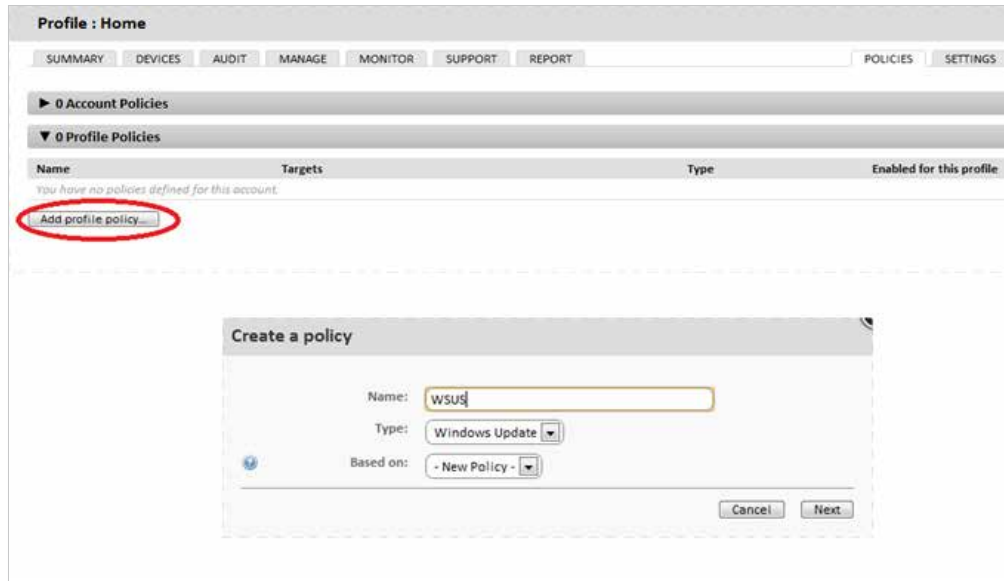 Profile : Home
SUMMARY DEVICES AUDIT MANAGE MONITOR SUPPORT REPORT POLICIES SETTINGS
0 Account Policies
0 Profile Policies
Name Targets Type Enabled for this profile
You have no policies defined for this account.
Add profile policy...
Create a policy
Name: WSUS
Type: Windows Update
Based on: - New Policy -
Cancel Next